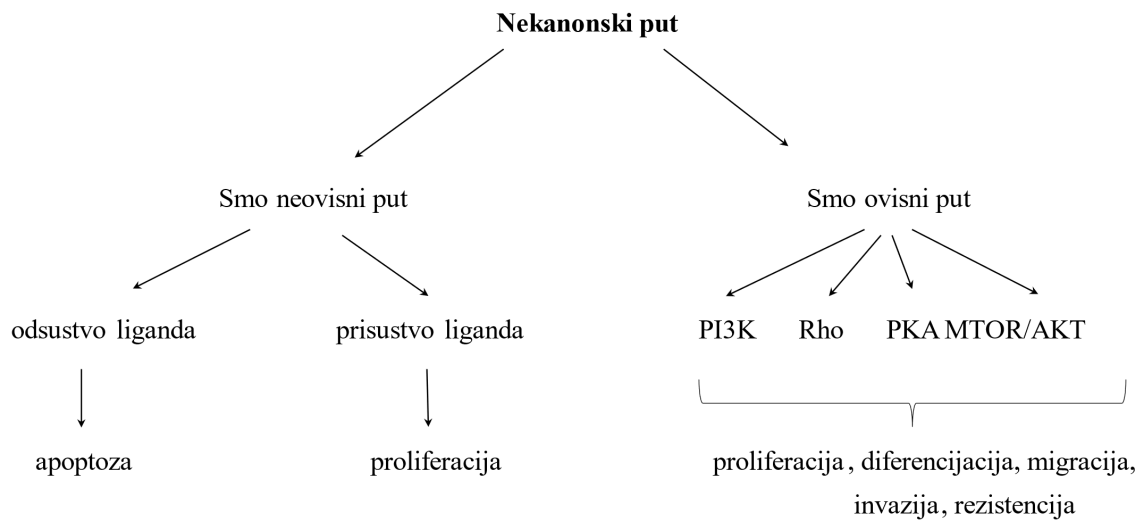 Nekanonski put
Smo neovisni put
Smo ovisni put
odsustvo liganda
prisustvo liganda
PI3K Rho PKA MTOR/AKT
apoptoza
proliferacija
proliferacija, diferencijacija, migracija,
invazija, rezistencija